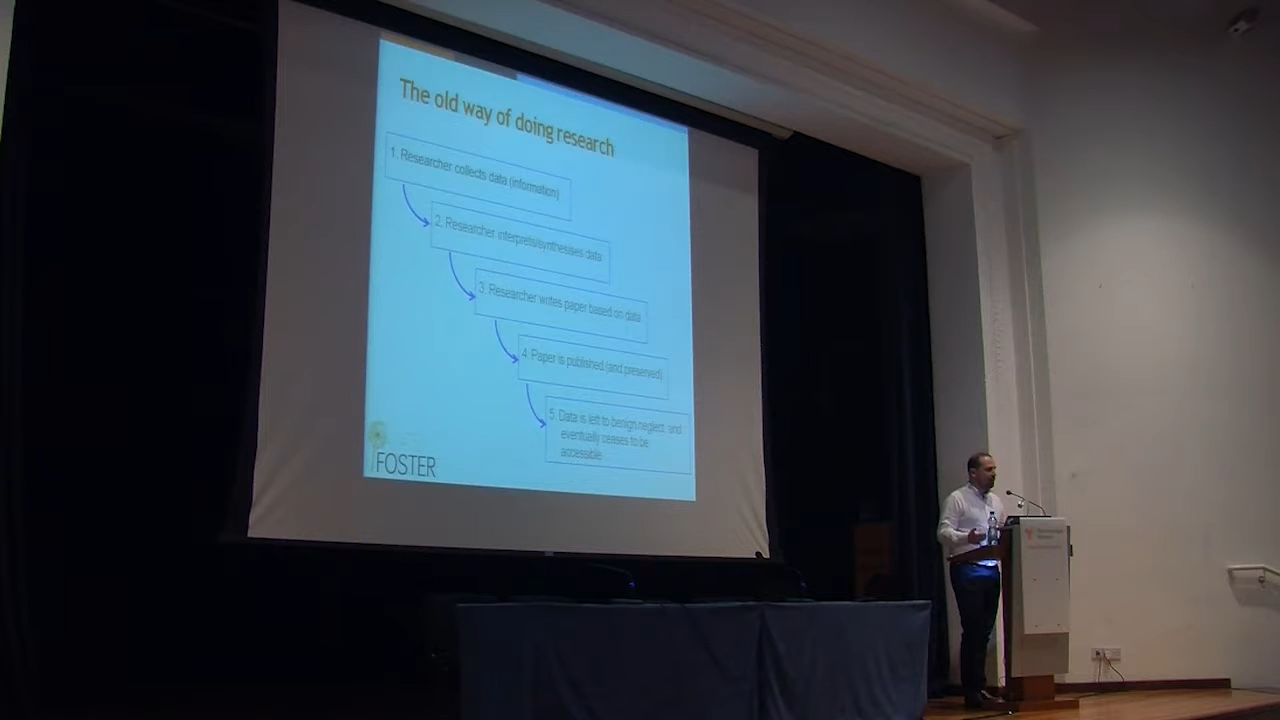 The old way of doing research
1. Researcher collects data (information)
2. Researcher interprets/synthesises data
3. Researcher writes paper based on data
4. Paper is published (and preserved)
5. Data is left to benign neglect, and
eventually ceases to be
accessible
FOSTER